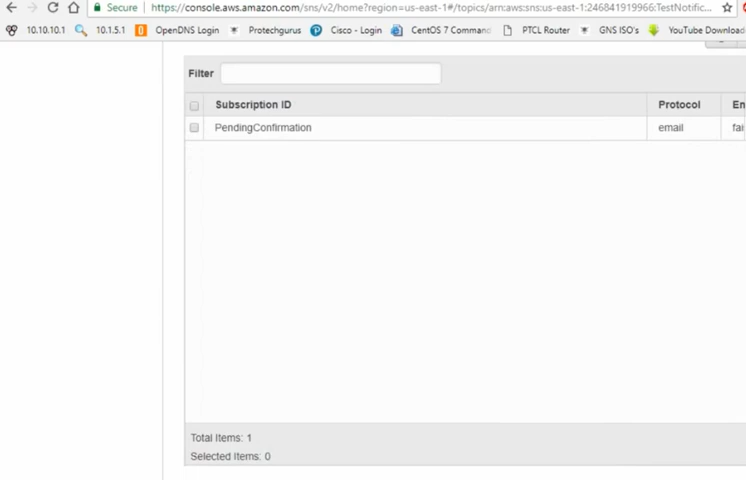 Secure https://console.aws.amazon.com/sns/v2/home?region=us-east-1#/topics/arn:aws:sns:us-east-1:246841919966:TestNotific...
10.10.10.1 10.1.5.1 OpenDNS Login Protechgurus Cisco - Login CentOS 7 Command PTCL Router GNS ISO's YouTube Download
Filter
Subscription ID Protocol En
PendingConfirmation email fai
Total Items: 1
Selected Items: 0